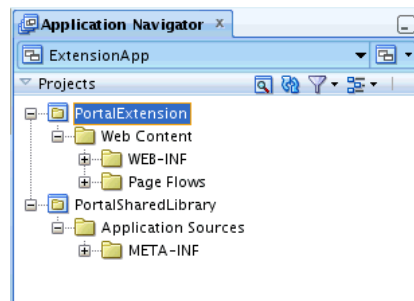 Application Navigator
ExtensionApp
Projects
PortalExtension
Web Content
WEB-INF
Page Flows
PortalSharedLibrary
Application Sources
META-INF